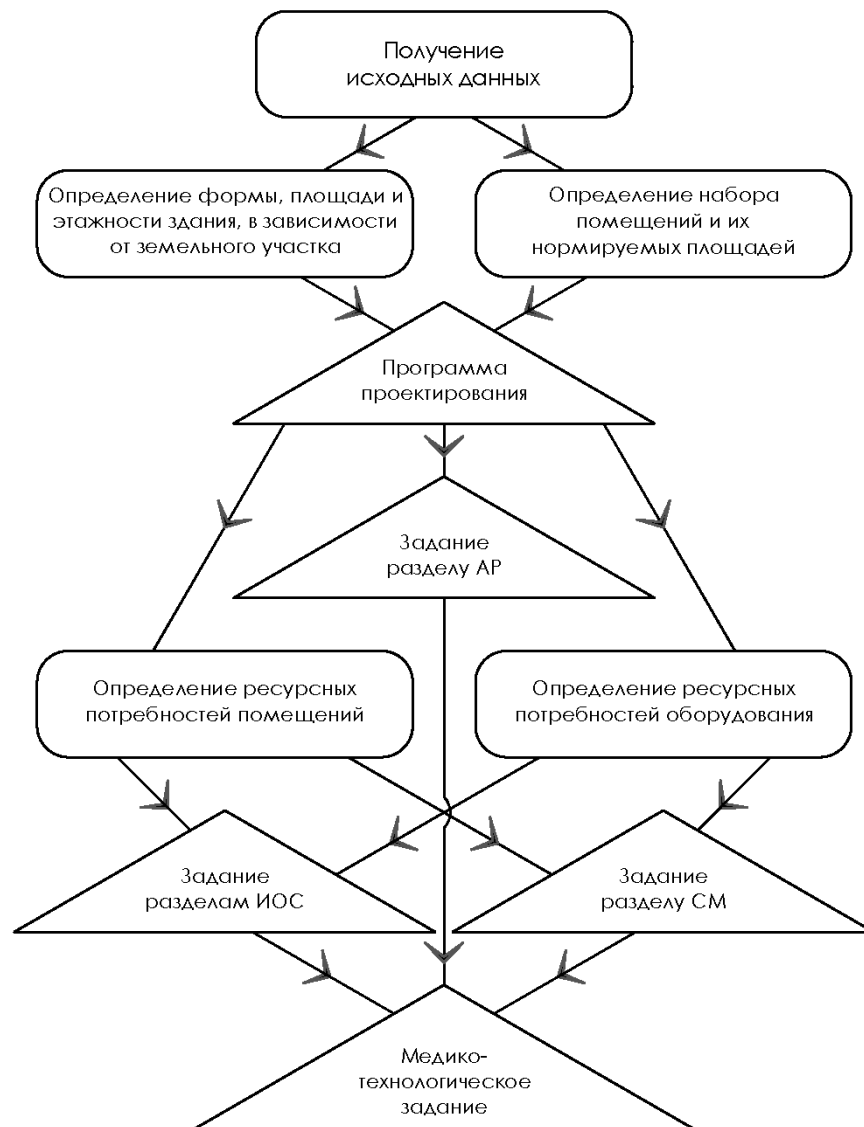 Получение
исходных данных
Определение формы, площади и
этажности здания, в зависимости
от земельного участка
Определение набора
помещений и их
нормируемых площадей
Программа
проектирования
Задание
разделу АР
Определение ресурсных
потребностей помещений
Определение ресурсных
потребностей оборудования
Задание
разделам ИОС
Задание
разделу СМ
Медико-
технологическое
задание